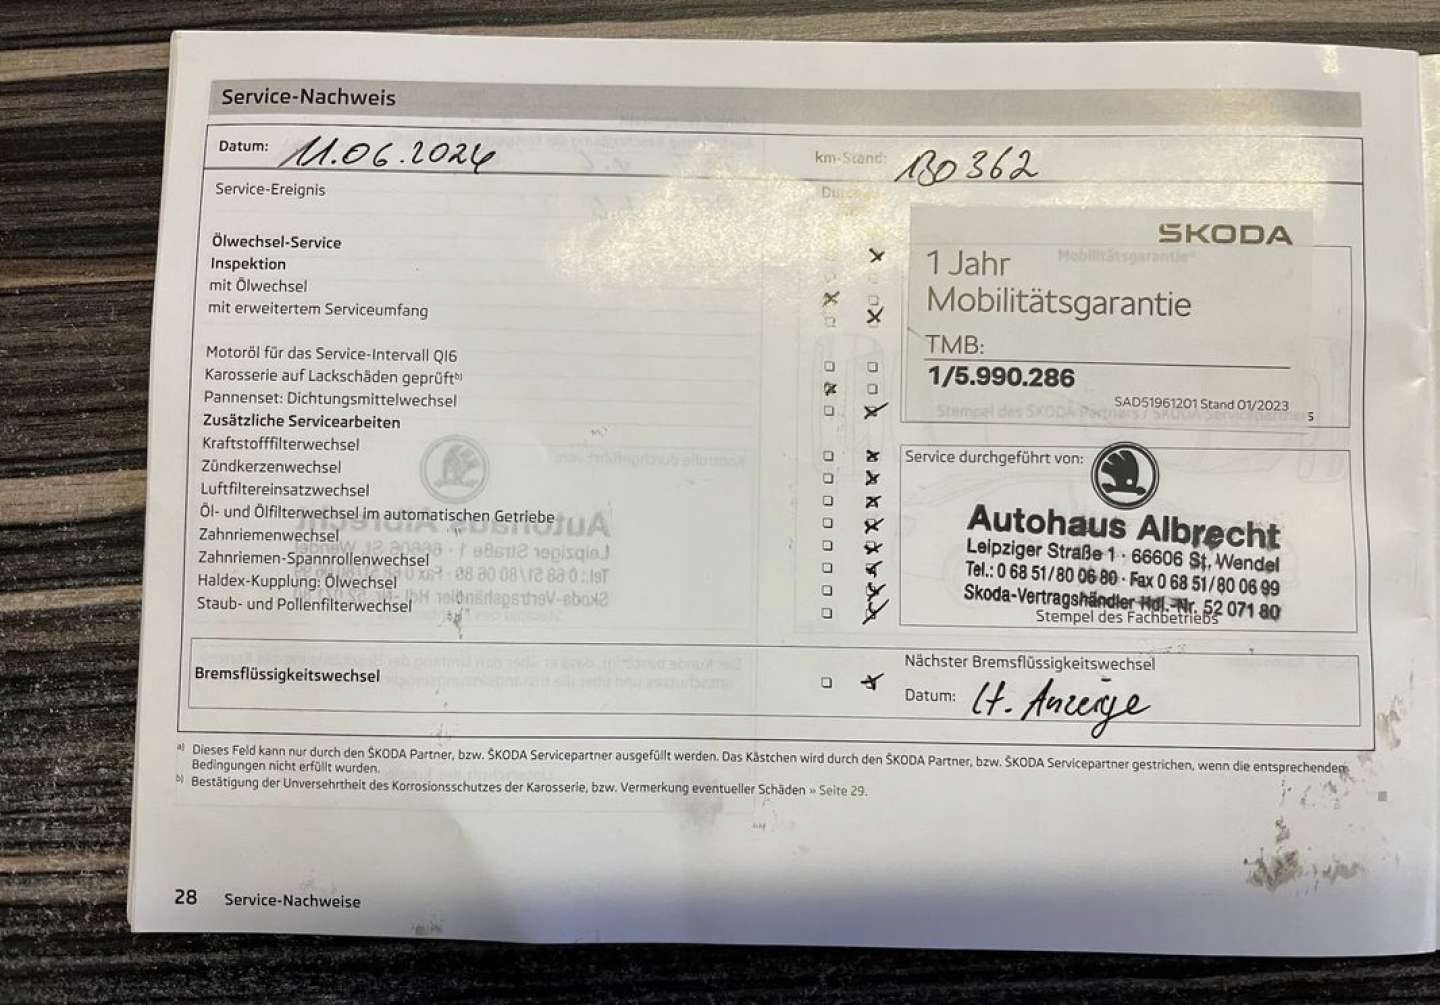 Service-Nachweis
Datum: 11.06.2024
km-Stand: 130362
Service-Ereignis
Ölwechsel-Service
Inspektion
mit Ölwechsel
mit erweitertem Serviceumfang
Motoröl für das Service-Intervall QI6
Karosserie auf Lackschäden geprüft b)
Pannenset: Dichtungsmittelwechsel
Zusätzliche Servicearbeiten
Kraftstofffilterwechsel
Zündkerzenwechsel
Luftfiltereinsatzwechsel
Öl- und Ölfilterwechsel im automatischen Getriebe
Zahnriemenwechsel
Zahnriemen-Spannrollenwechsel
Haldex-Kupplung: Ölwechsel
Staub- und Pollenfilterwechsel
Bremsflüssigkeitswechsel
SKODA
1 Jahr
Mobilitätsgarantie
TMB:
1/5.990.286
SAD51961201 Stand 01/2023
Service durchgeführt von:
Autohaus Albrecht
Leipziger Straße 1 · 66606 St. Wendel
Tel.: 0 68 51/80 06 80 · Fax 0 68 51/80 06 99
Skoda-Vertragshändler Hdl.-Nr. 52 071 80
Stempel des Fachbetriebs
Nächster Bremsflüssigkeitswechsel
Datum: lt. Anzeige
a) Dieses Feld kann nur durch den ŠKODA Partner, bzw. ŠKODA Servicepartner ausgefüllt werden. Das Kästchen wird durch den ŠKODA Partner, bzw. ŠKODA Servicepartner gestrichen, wenn die entsprechenden
Bedingungen nicht erfüllt wurden.
b) Bestätigung der Unversehrtheit des Korrosionsschutzes der Karosserie, bzw. Vermerkung eventueller Schäden » Seite 29.
28 Service-Nachweise